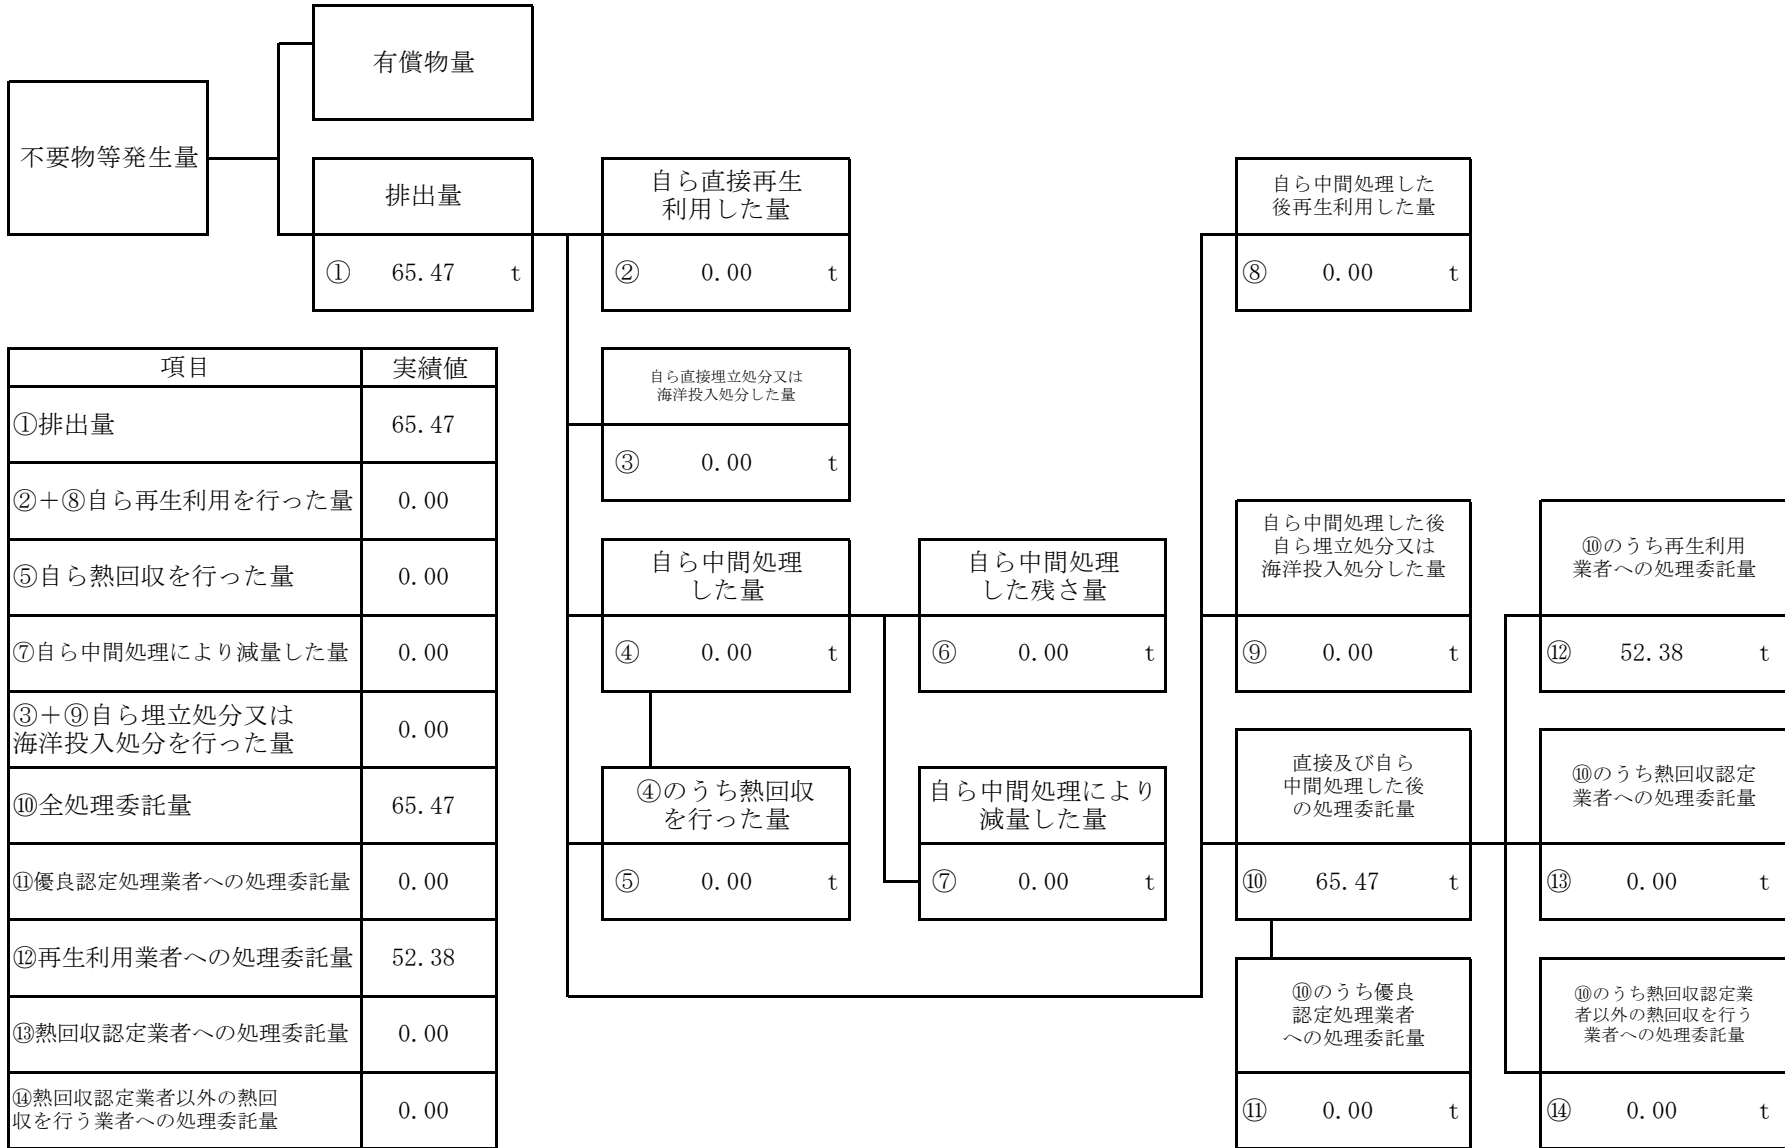 有償物量
不要物等発生量
排出量
① 65.47 t
自ら直接再生
利用した量
② 0.00 t
自ら中間処理した
後再生利用した量
⑧ 0.00 t
自ら直接埋立処分又は
海洋投入処分した量
③ 0.00 t
自ら中間処理
した量
④ 0.00 t
自ら中間処理
した残さ量
⑥ 0.00 t
自ら中間処理した後
自ら埋立処分又は
海洋投入処分した量
⑨ 0.00 t
⑩のうち再生利用
業者への処理委託量
⑫ 52.38 t
④のうち熱回収
を行った量
⑤ 0.00 t
自ら中間処理により
減量した量
⑦ 0.00 t
直接及び自ら
中間処理した後
の処理委託量
⑩ 65.47 t
⑩のうち熱回収認定
業者への処理委託量
⑬ 0.00 t
⑩のうち優良
認定処理業者
への処理委託量
⑪ 0.00 t
⑩のうち熱回収認定業
者以外の熱回収を行う
業者への処理委託量
⑭ 0.00 t
項目 実績値
①排出量 65.47
②+⑧自ら再生利用を行った量 0.00
⑤自ら熱回収を行った量 0.00
⑦自ら中間処理により減量した量 0.00
③+⑨自ら埋立処分又は
海洋投入処分を行った量 0.00
⑩全処理委託量 65.47
⑪優良認定処理業者への処理委託量 0.00
⑫再生利用業者への処理委託量 52.38
⑬熱回収認定業者への処理委託量 0.00
⑭熱回収認定業者以外の熱回
収を行う業者への処理委託量 0.00